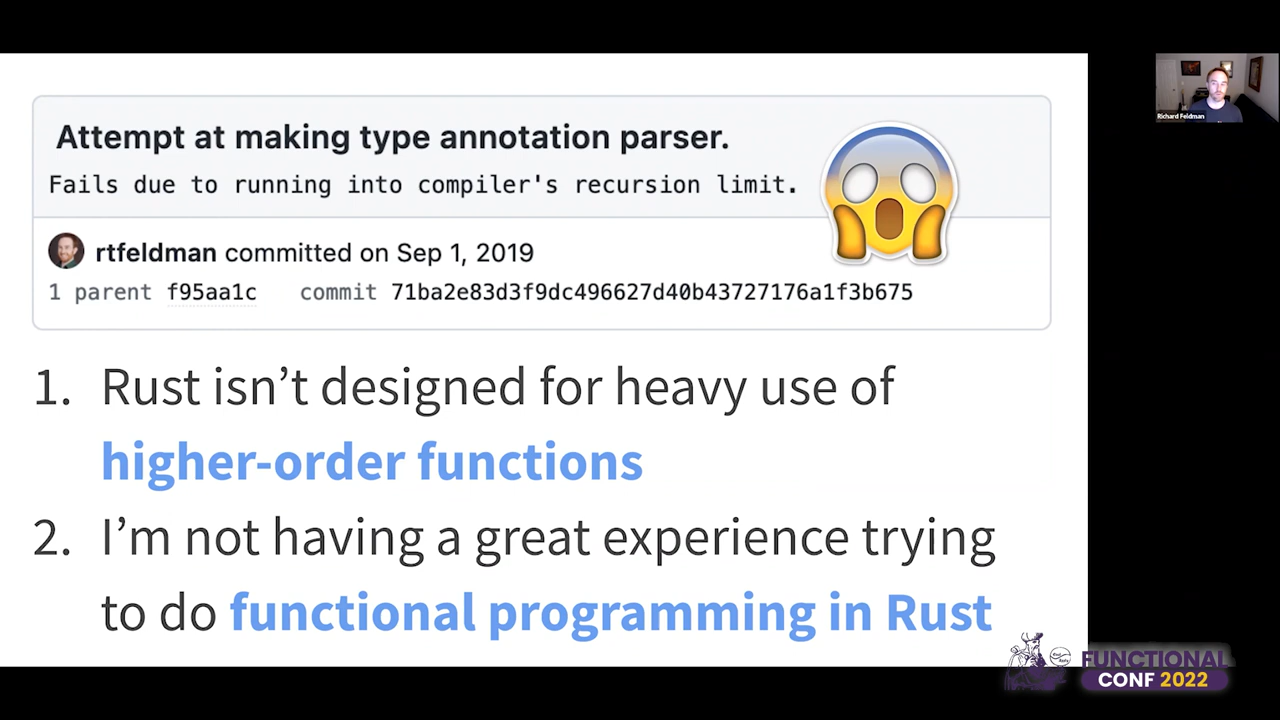 Attempt at making type annotation parser.
Fails due to running into compiler's recursion limit.
rtfeldman committed on Sep 1, 2019
1 parent f95aa1c commit 71ba2e83d3f9dc496627d40b43727176a1f3b675
1. Rust isn't designed for heavy use of
higher-order functions
2. I'm not having a great experience trying
to do functional programming in Rust
Richard Feldman
FUNCTIONAL
CONF 2022